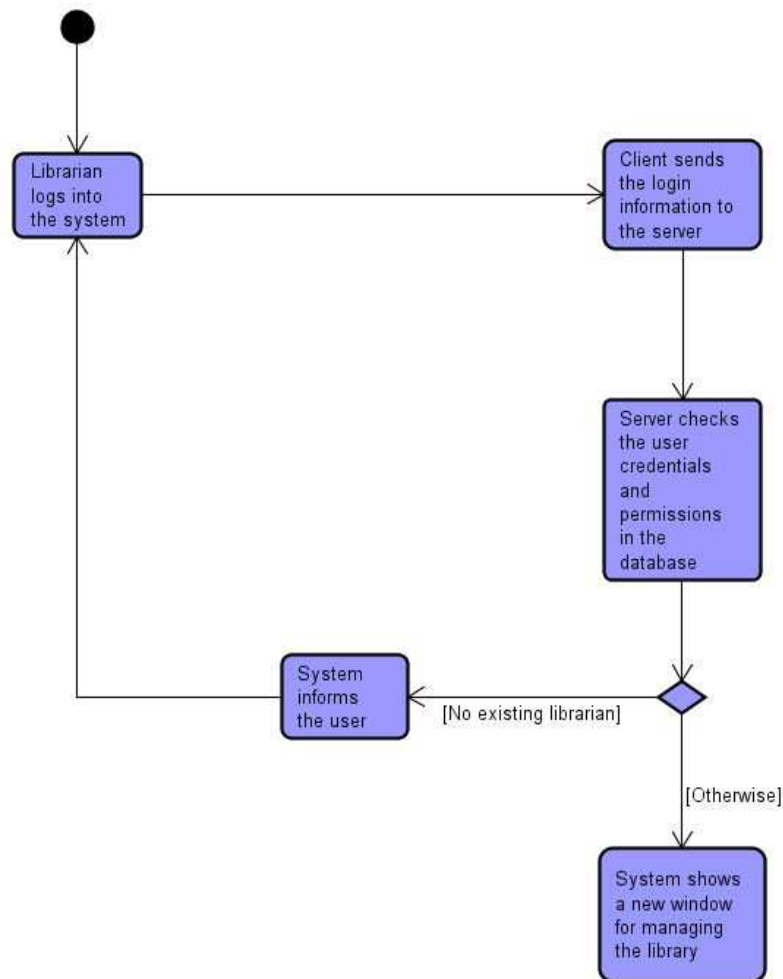 Librarian
logs into
the system
Client sends
the login
information to
the server
Server checks
the user
credentials
and
permissions
in the
database
System
informs
the user
[No existing librarian]
[Otherwise]
System shows
a new window
for managing
the library